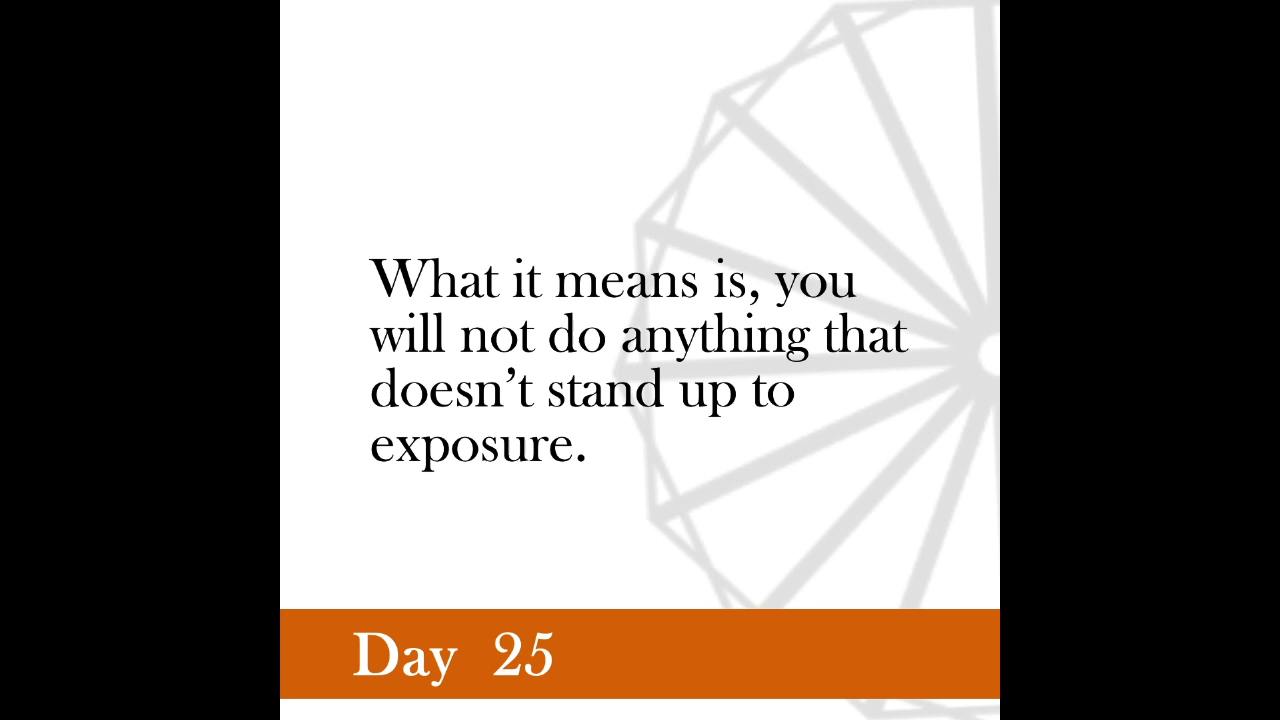 What it means is, you
will not do anything that
doesn’t stand up to
exposure.
Day 25